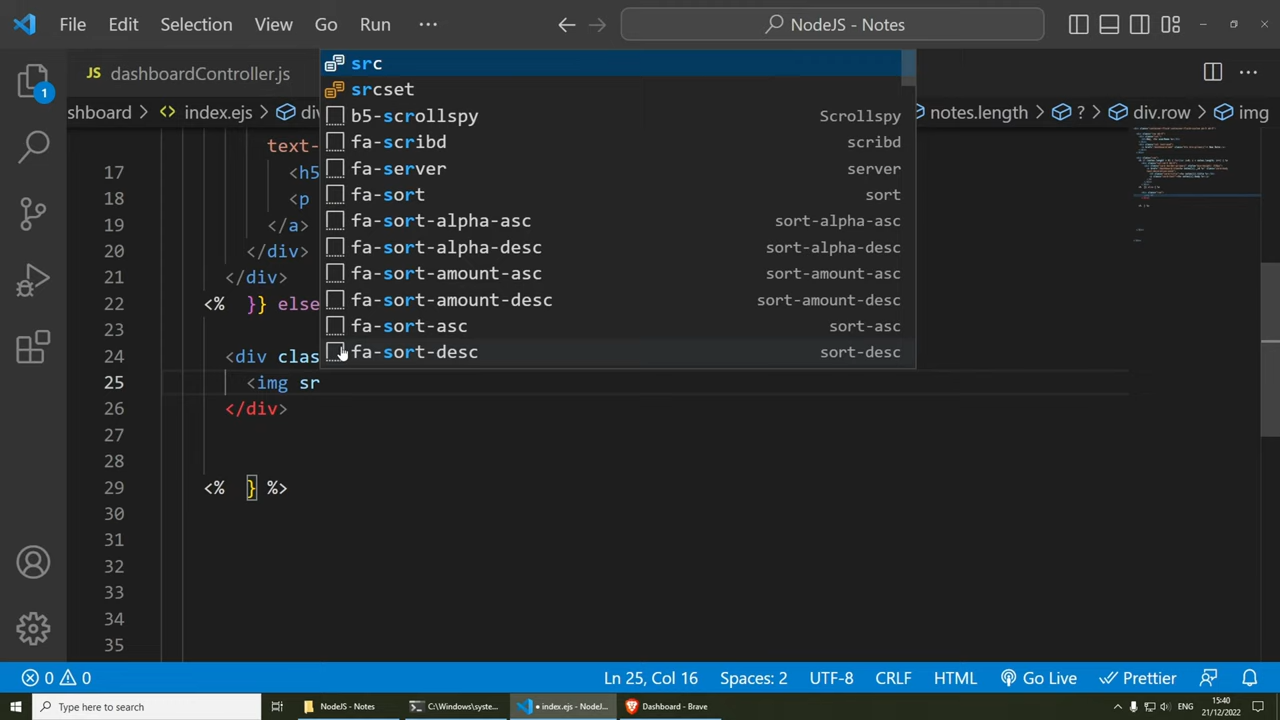 File Edit Selection View Go Run ··· NodeJS - Notes
JS dashboardController.js
shboard > <> index.ejs > di notes.length > ? > div.row > img
1
src
srcset
b5-scrollspy Scrollspy
fa-scribd scribd
fa-server server
fa-sort sort
fa-sort-alpha-asc sort-alpha-asc
fa-sort-alpha-desc sort-alpha-desc
fa-sort-amount-asc sort-amount-asc
fa-sort-amount-desc sort-amount-desc
fa-sort-asc sort-asc
fa-sort-desc sort-desc
text-
17 <h5
18 <p
19 </a>
20 </div>
21 </div>
22 <% }} else
23
24 <div clas
25 <img sr
26 </div>
27
28
29 <% } %>
30
31
32
33
34
35
0 0 Ln 25, Col 16 Spaces: 2 UTF-8 CRLF HTML Go Live Prettier
Type here to search NodeJS - Notes C:\Windows\syste... index.ejs - NodeJ... Dashboard - Brave ENG 15:40
21/12/2022